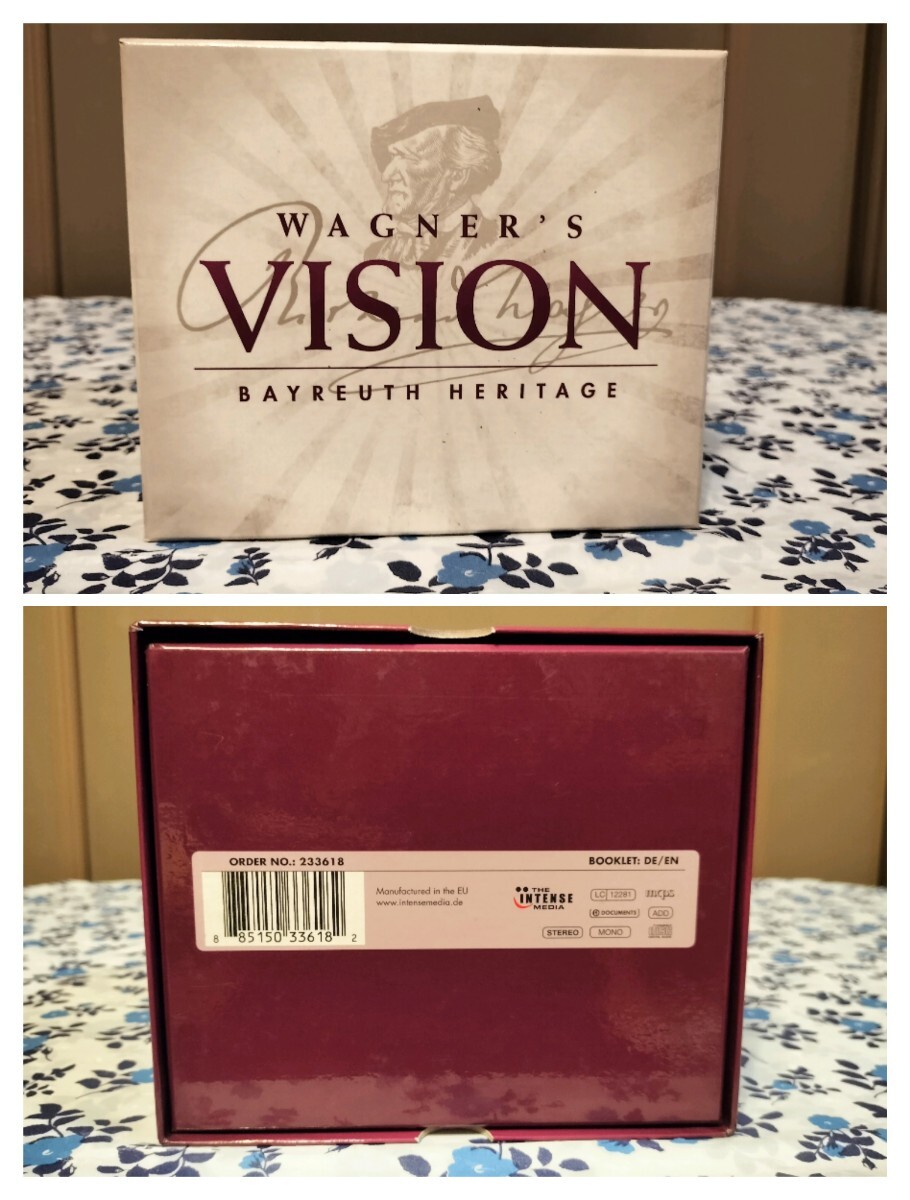 WAGNER'S
VISION
BAYREUTH HERITAGE
ORDER NO.: 233618
BOOKLET: DE/EN
Manufactured in the EU
www.intensemedia.de
THE
INTENSE
MEDIA
LC 12281
mcps
DOCUMENTS
ADD
STEREO
MONO
8 85150 33618 2